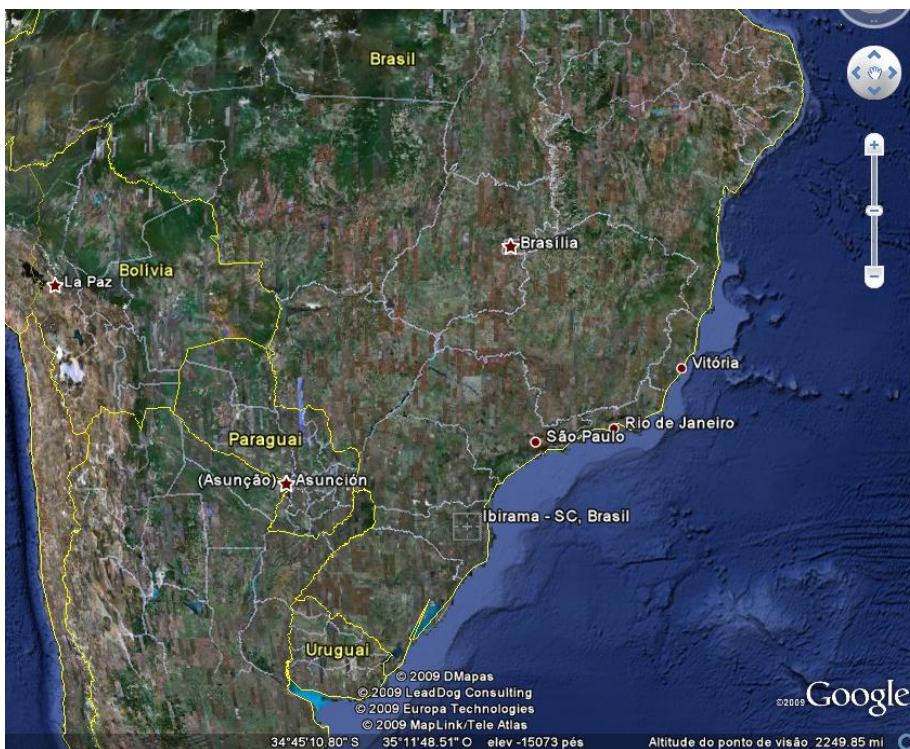 Brasil
Brasília
Bolívia
La Paz
Vitória
Rio de Janeiro
São Paulo
Paraguai
(Asunção) Asunción
Ibirama - SC, Brasil
Uruguai
© 2009 DMapas
© 2009 LeadDog Consulting
© 2009 Europa Technologies
© 2009 MapLink/Tele Atlas
©2009 Google
34°45'10.80" S 35°11'48.51" O elev -15073 pés Altitude do ponto de visão 2249.85 mi